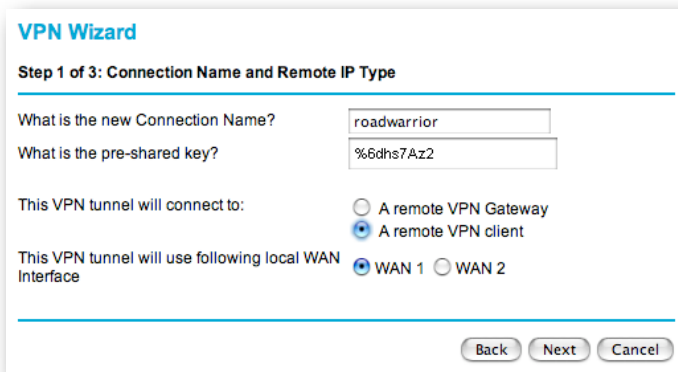 VPN Wizard
Step 1 of 3: Connection Name and Remote IP Type
What is the new Connection Name? roadwarrior
What is the pre-shared key? %6dhs7Az2
This VPN tunnel will connect to: A remote VPN Gateway
A remote VPN client
This VPN tunnel will use following local WAN
Interface
WAN 1 WAN 2
Back Next Cancel